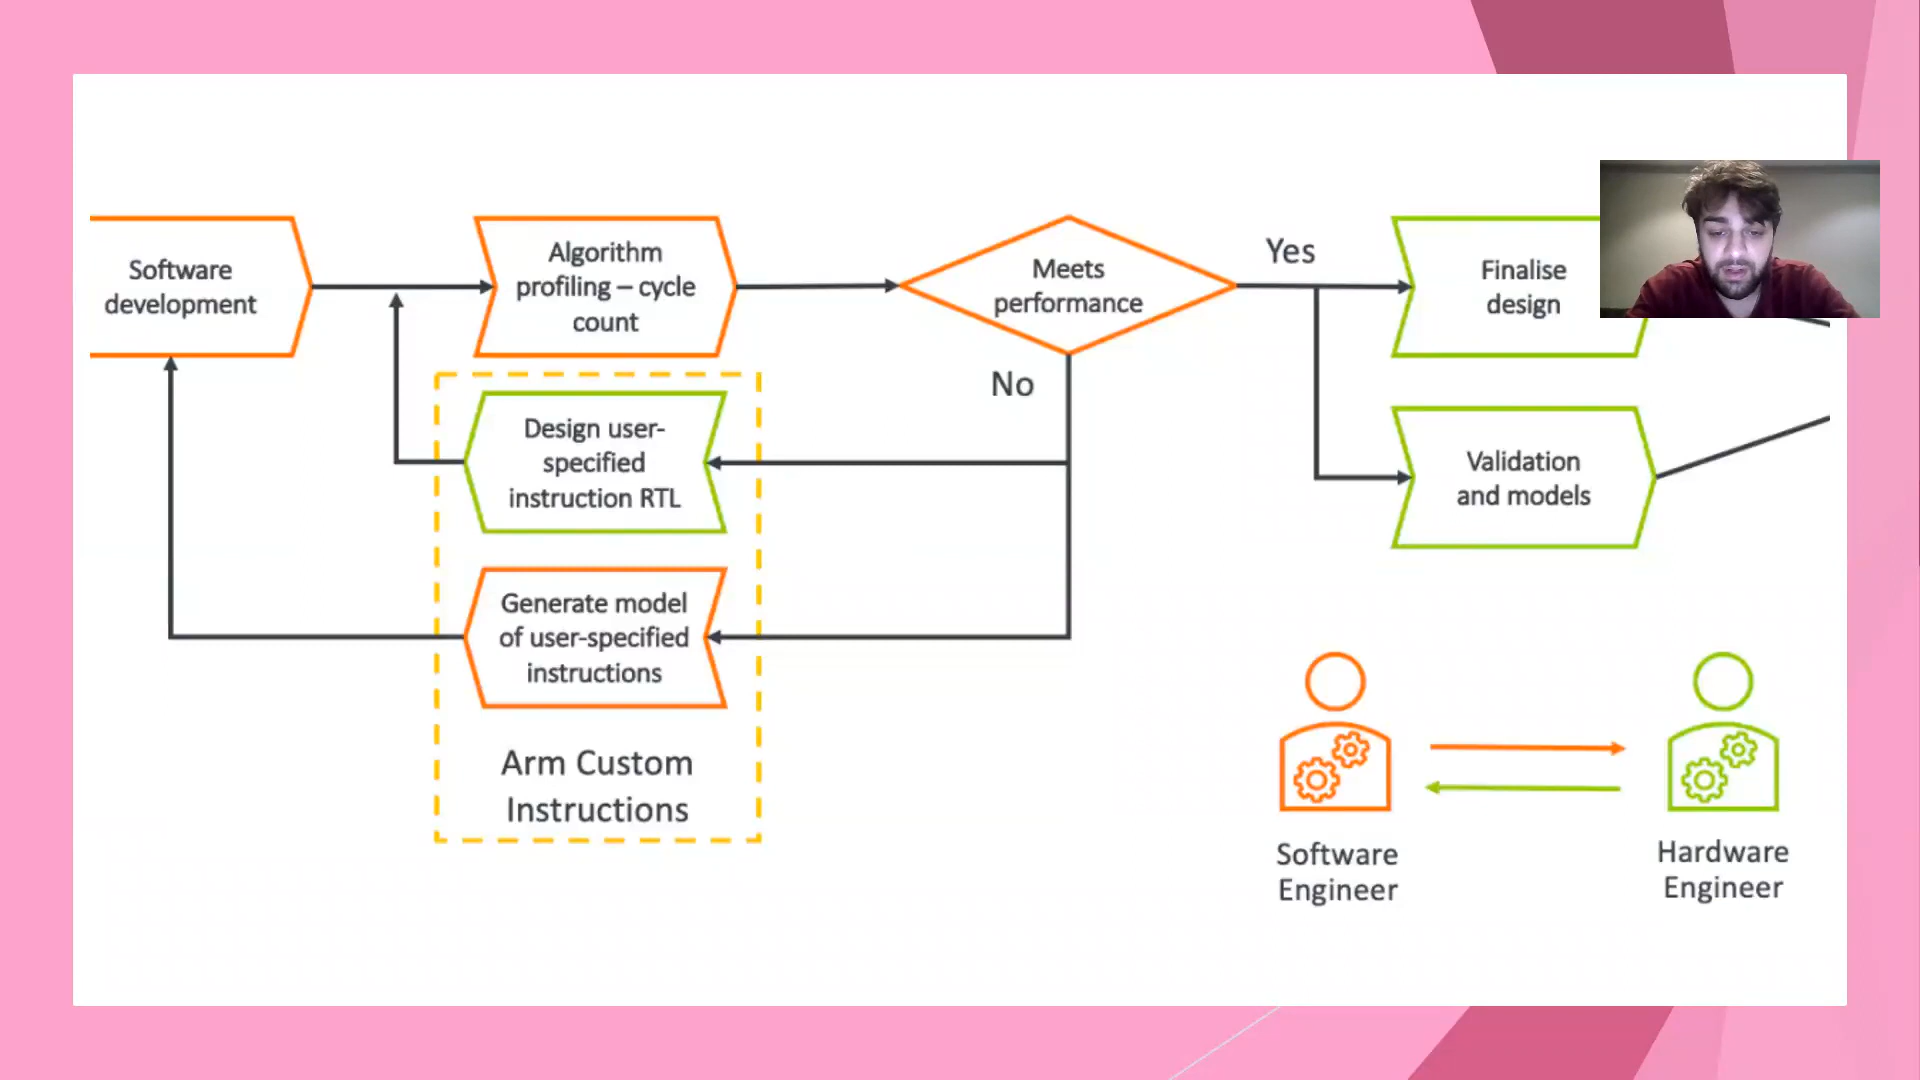 Software
development
Algorithm
profiling – cycle
count
Meets
performance
Yes
Finalise
design
No
Design user-
specified
instruction RTL
Validation
and models
Generate model
of user-specified
instructions
Arm Custom
Instructions
Software
Engineer
Hardware
Engineer